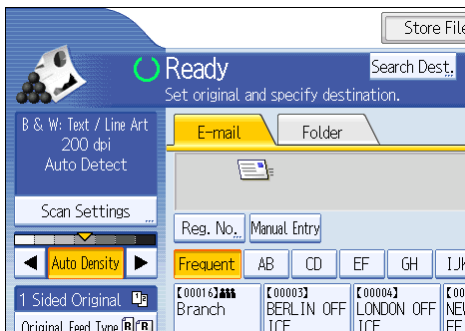 Store File
Ready
Search Dest.
Set original and specify destination.
B & W: Text / Line Art
200 dpi
Auto Detect
E-mail
Folder
Scan Settings
Reg. No.
Manual Entry
Auto Density
Frequent
AB
CD
EF
GH
IJK
1 Sided Original
[00016]
[00003]
[00004]
[00
Branch
BERLIN OFF
LONDON OFF
NE
ICE
ICE
Original Feed Type